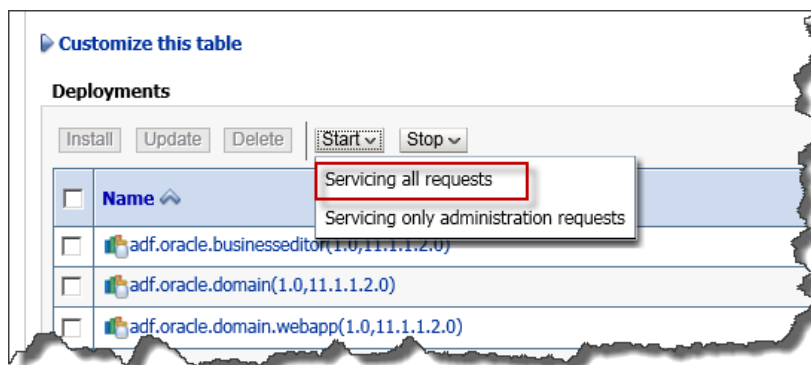 Customize this table
Deployments
Install Update Delete Start Stop
Servicing all requests
Name
Servicing only administration requests
adf.oracle.businesseditor(1.0,11.1.1.2.0)
adf.oracle.domain(1.0,11.1.1.2.0)
adf.oracle.domain.webapp(1.0,11.1.1.2.0)